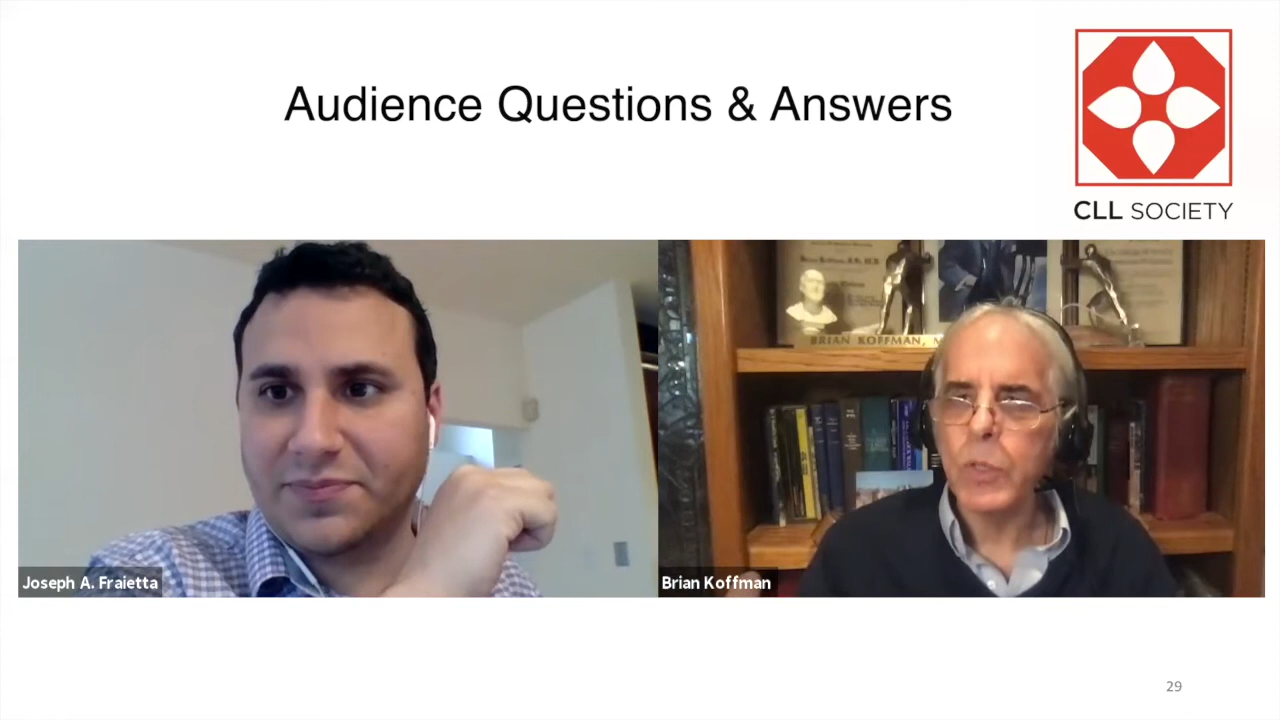 Audience Questions & Answers
CLL SOCIETY
BRIAN KOFFMAN, M
Joseph A. Fraietta
Brian Koffman
29